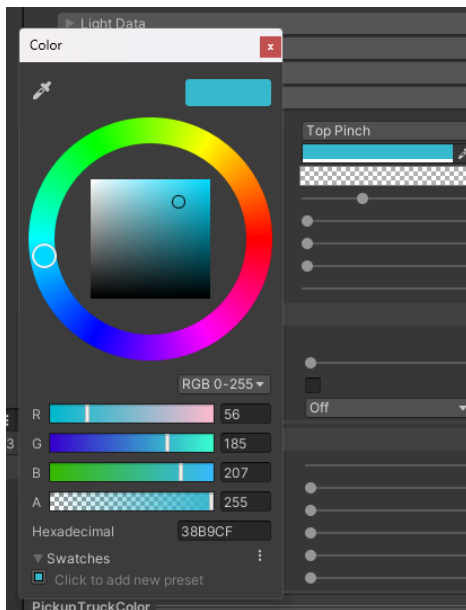 Light Data
Color
x
Top Pinch
RGB 0-255
R 56
G 185
Off
3
B 207
A 255
Hexadecimal 38B9CF
Swatches
Click to add new preset
PickupTruckColor